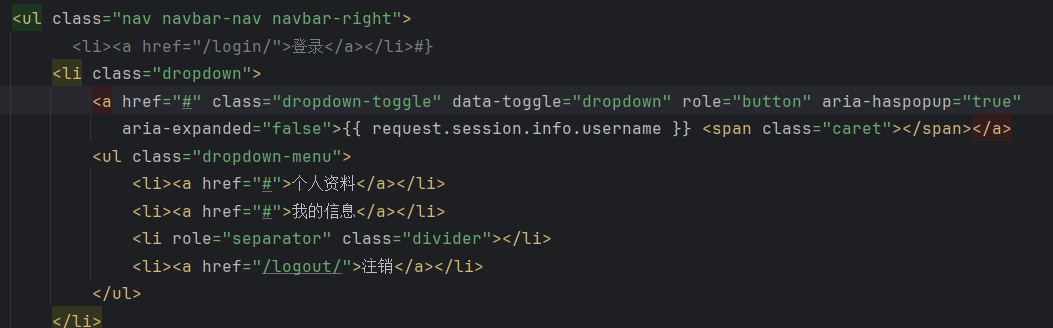 <ul class="nav navbar-nav navbar-right">
<li><a href="/login/">登录</a></li>#}
<li class="dropdown">
<a href="#" class="dropdown-toggle" data-toggle="dropdown" role="button" aria-haspopup="true"
aria-expanded="false">{{ request.session.info.username }} <span class="caret"></span></a>
<ul class="dropdown-menu">
<li><a href="#">个人资料</a></li>
<li><a href="#">我的信息</a></li>
<li role="separator" class="divider"></li>
<li><a href="/logout/">注销</a></li>
</ul>
</li>